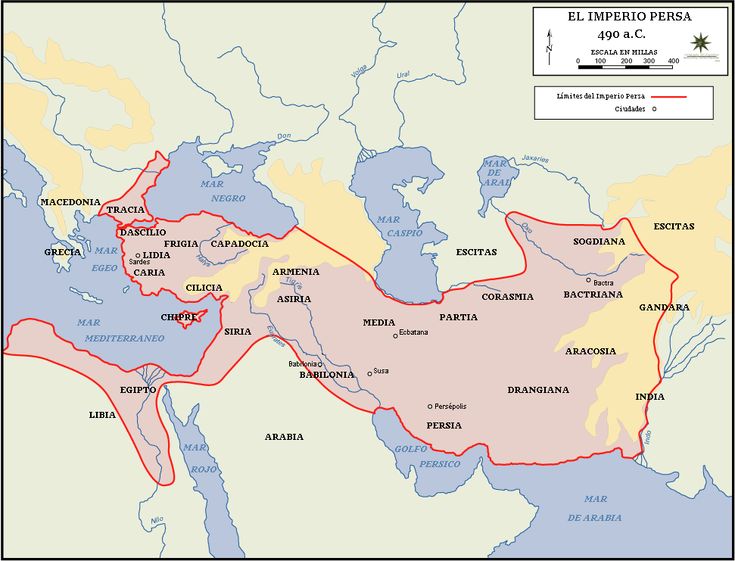 EL IMPERIO PERSA
490 a.C.
N
ESCALA EN MILLAS
0 100 200 300 400
Límites del Imperio Persa
Ciudades
Volga
Ural
Don
MAR
DE
ARAL
Jaxartes
MAR
NEGRO
MACEDONIA
TRACIA
MAR
CASPIO
Oxo
ESCITAS
DASCILIO
FRIGIA
CAPADOCIA
SOGDIANA
GRECIA
MAR
EGEO
LIDIA
Sardes
Halys
ESCITAS
CARIA
ARMENIA
CILICIA
Tigris
ASIRIA
Bactra
BACTRIANA
CORASMIA
GANDARA
CHIPRE
MAR
MEDITERRANEO
SIRIA
MEDIA
PARTIA
Eufrates
Ecbatana
ARACOSIA
Babilonia
BABILONIA
Susa
EGIPTO
DRANGIANA
INDIA
LIBIA
Persépolis
PERSIA
ARABIA
MAR
ROJO
GOLFO
PERSICO
Indo
MAR
DE ARABIA
Nilo